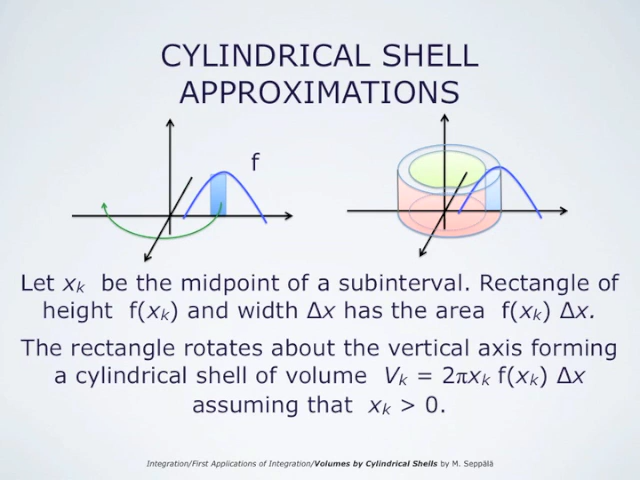 CYLINDRICAL SHELL
APPROXIMATIONS
f
Let xₖ be the midpoint of a subinterval. Rectangle of
height f(xₖ) and width Δx has the area f(xₖ) Δx.
The rectangle rotates about the vertical axis forming
a cylindrical shell of volume Vₖ = 2πxₖ f(xₖ) Δx
assuming that xₖ > 0.
Integration/First Applications of Integration/Volumes by Cylindrical Shells by M. Seppälä